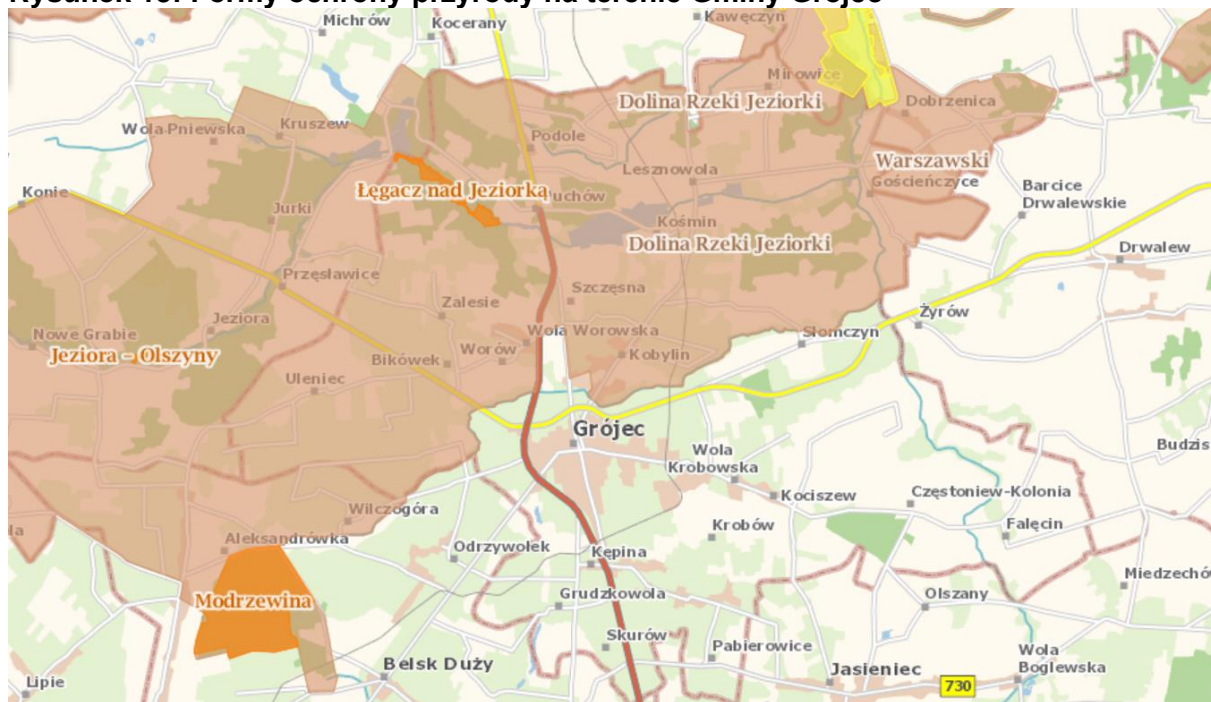 Rysunek 15. Formy ochrony przyrody na terenie Gminy Grójec
Michrów
Kocerany
Kawęczyn
Mirowice
Dolina Rzeki Jeziorki
Dobrzenica
Wola Pniewska
Kruszew
Podole
Lesznowola
Warszawski
Gościeńczyce
Konie
Łęgacz nad Jeziorką
uchów
Barcice
Drwalewskie
Jurki
Kośmin
Dolina Rzeki Jeziorki
Drwalew
Przęsławice
Zalesie
Szczęsna
Nowe Grabie
Jeziora
Wola Worowska
Słomczyn
Żyrów
Jeziora – Olszyny
Bikówek
Worów
Kobylin
Uleniec
Grójec
Wola
Krobowska
Budzis
Wilczogóra
Kociszew
Częstoniew-Kolonia
la
Aleksandrówka
Odrzywołek
Krobów
Falęcin
Kępina
Modrzewina
Grudzkowola
Olszany
Miedzechów
Skurów
Pabierowice
Belsk Duży
Jasieniec
Wola
Boglewska
Lipie
730